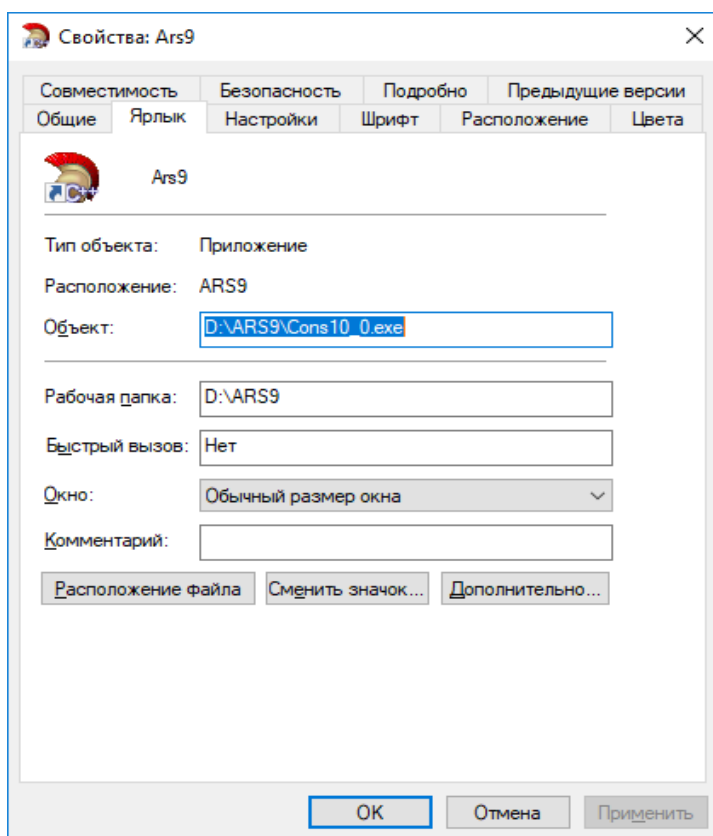 Свойства: Ars9
Совместимость Безопасность Подробно Предыдущие версии
Общие Ярлык Настройки Шрифт Расположение Цвета
C++ Ars9
Тип объекта: Приложение
Расположение: ARS9
Объект: D:\ARS9\Cons10_0.exe
Рабочая папка: D:\ARS9
Быстрый вызов: Нет
Окно: Обычный размер окна
Комментарий:
Расположение файла Сменить значок... Дополнительно...
OK Отмена Применить